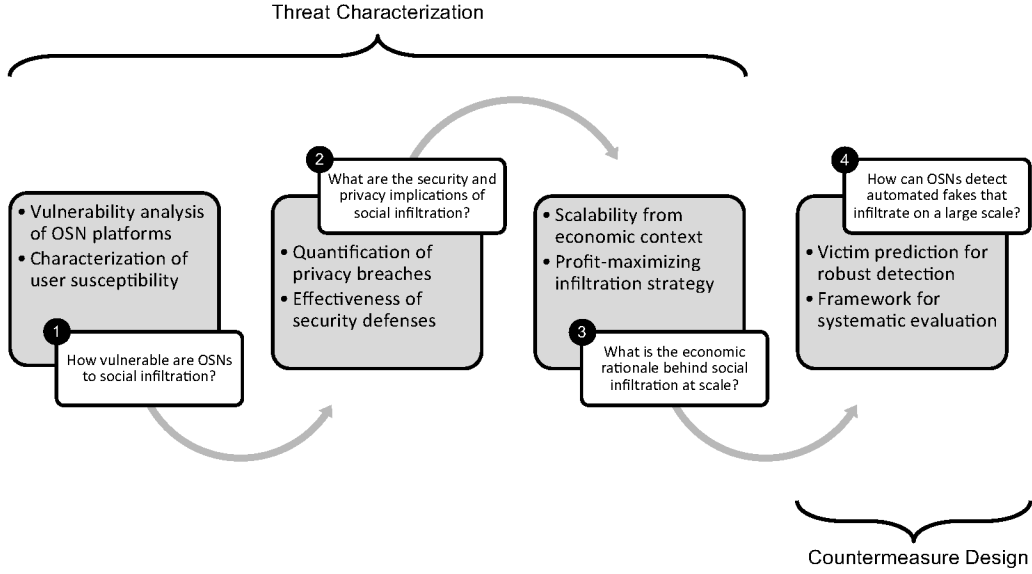 Threat Characterization
• Vulnerability analysis
of OSN platforms
• Characterization of
user susceptibility
1
How vulnerable are OSNs
to social infiltration?
2
What are the security and
privacy implications of
social infiltration?
• Quantification of
privacy breaches
• Effectiveness of
security defenses
• Scalability from
economic context
• Profit-maximizing
infiltration strategy
3
What is the economic
rationale behind social
infiltration at scale?
4
How can OSNs detect
automated fakes that
infiltrate on a large scale?
• Victim prediction for
robust detection
• Framework for
systematic evaluation
Countermeasure Design